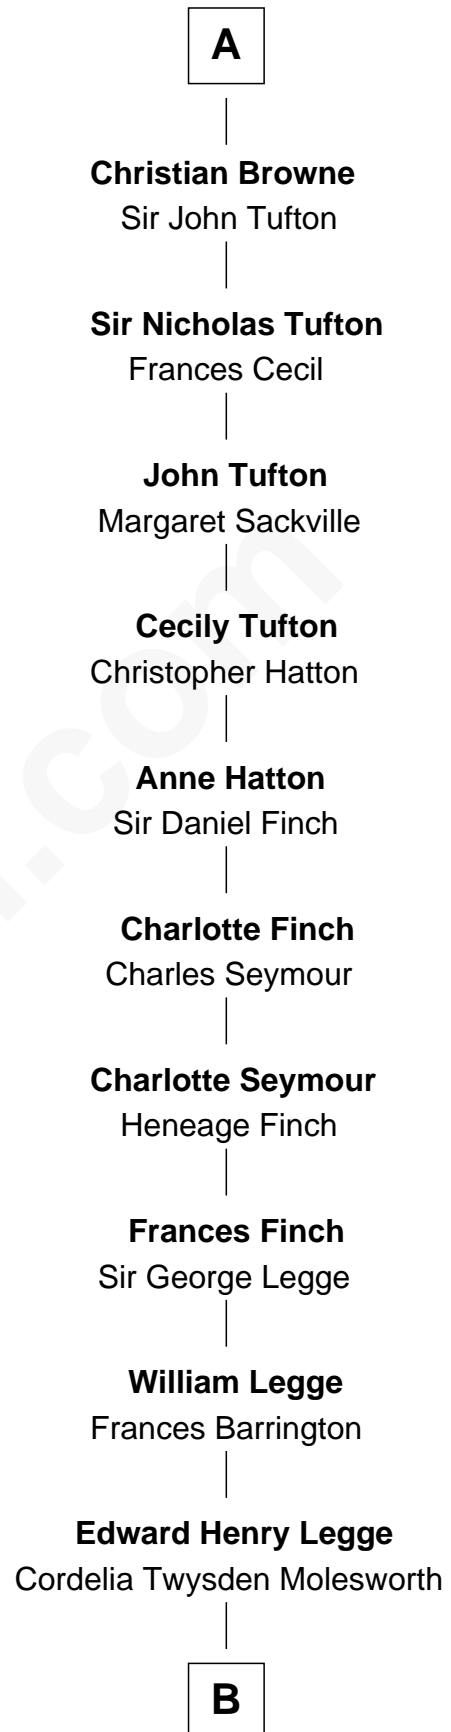 A
Christian Browne
Sir John Tufton
Sir Nicholas Tufton
Frances Cecil
John Tufton
Margaret Sackville
Cecily Tufton
Christopher Hatton
Anne Hatton
Sir Daniel Finch
Charlotte Finch
Charles Seymour
Charlotte Seymour
Heneage Finch
Frances Finch
Sir George Legge
William Legge
Frances Barrington
Edward Henry Legge
Cordelia Twysden Molesworth
B